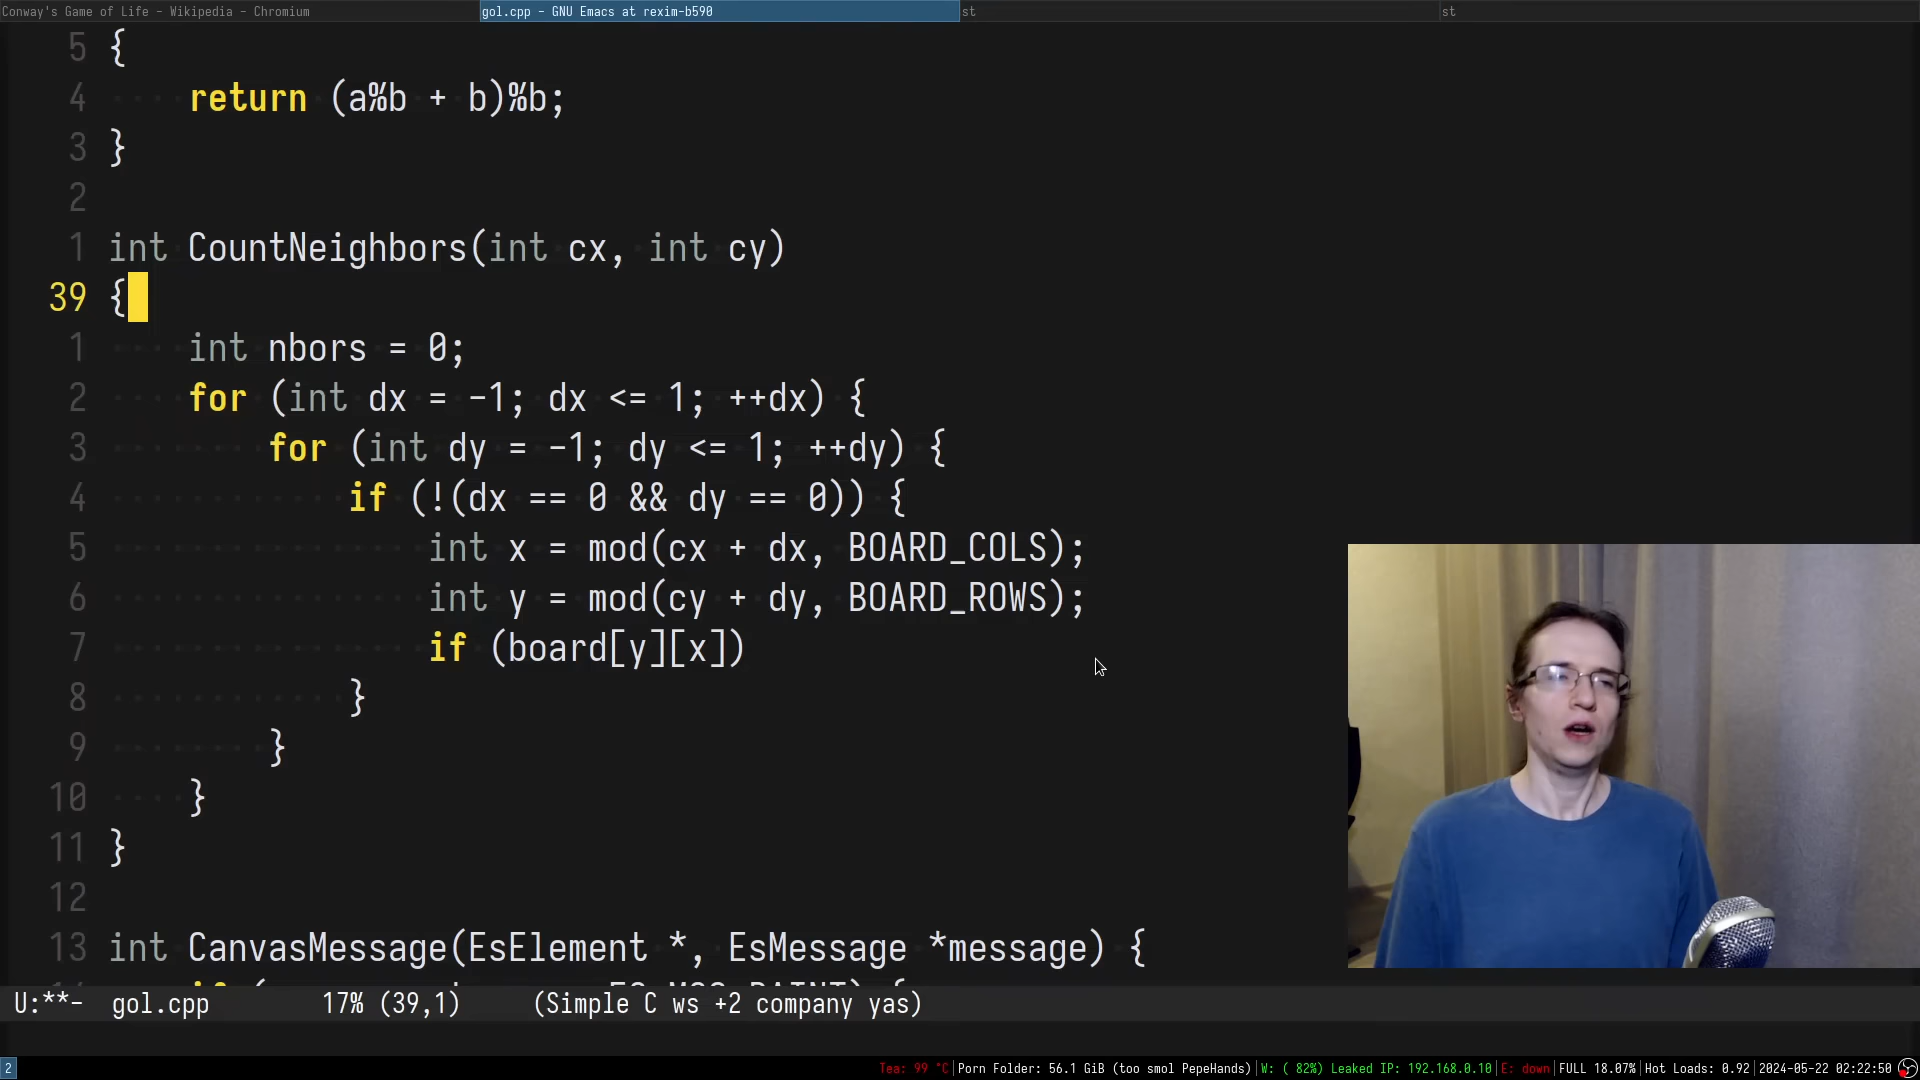 Conway's Game of Life - Wikipedia - Chromium
gol.cpp - GNU Emacs at rexim-b590
st
st
5 {
4 return (a%b + b)%b;
3 }
2
1 int CountNeighbors(int cx, int cy)
39 {
1 int nbors = 0;
2 for (int dx = -1; dx <= 1; ++dx) {
3 for (int dy = -1; dy <= 1; ++dy) {
4 if (!(dx == 0 && dy == 0)) {
5 int x = mod(cx + dx, BOARD_COLS);
6 int y = mod(cy + dy, BOARD_ROWS);
7 if (board[y][x])
8 }
9 }
10 }
11 }
12
13 int CanvasMessage(EsElement *, EsMessage *message) {
U:**- gol.cpp 17% (39,1) (Simple C ws +2 company yas)
2
Tea: 99 °C|Porn Folder: 56.1 GiB (too smol PepeHands)|W: ( 82%) Leaked IP: 192.168.0.10|E: down|FULL 18.07%|Hot Loads: 0.92|2024-05-22 02:22:50